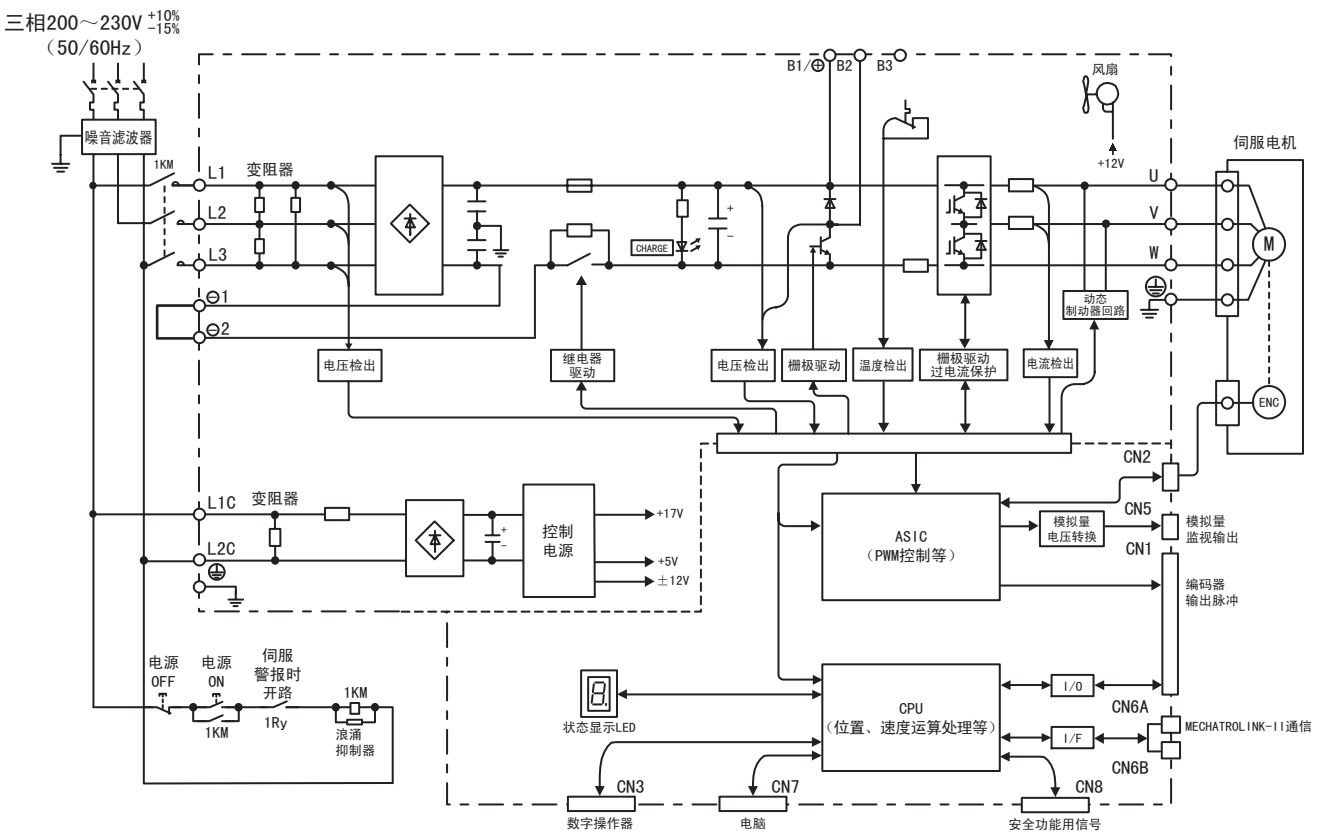 三相200～230V +10% -15%
（50/60Hz）
噪音滤波器
1KM
L1
变阻器
L2
L3
⊖1
⊖2
B1/⊕
B2
B3
风扇
+12V
伺服电机
CHARGE
+
-
U
V
W
M
动态
制动器回路
电压检出
继电器
驱动
电压检出
栅极驱动
温度检出
栅极驱动
过电流保护
电流检出
ENC
CN2
L1C
变阻器
L2C
+
-
控制
电源
+17V
+5V
±12V
ASIC
（PWM控制等）
模拟量
电压转换
CN5
模拟量
监视输出
CN1
编码器
输出脉冲
电源
OFF
电源
ON
1KM
伺服
警报时
开路
1Ry
1KM
浪涌
抑制器
8.
状态显示LED
CPU
（位置、速度运算处理等）
I/O
I/F
CN6A
MECHATROLINK-II通信
CN6B
CN3
数字操作器
CN7
电脑
CN8
安全功能用信号